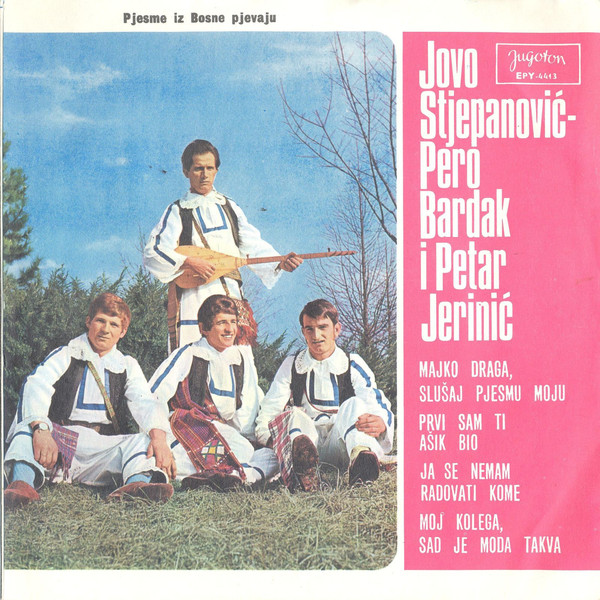 Pjesme iz Bosne pjevaju
Jugoton
EPY-4413
Jovo
Stjepanović-
Pero
Bardak
i Petar
Jerinić
MAJKO DRAGA,
SLUŠAJ PJESMU MOJU
PRVI SAM TI
AŠIK BIO
JA SE NEMAM
RADOVATI KOME
MOJ KOLEGA,
SAD JE MODA TAKVA